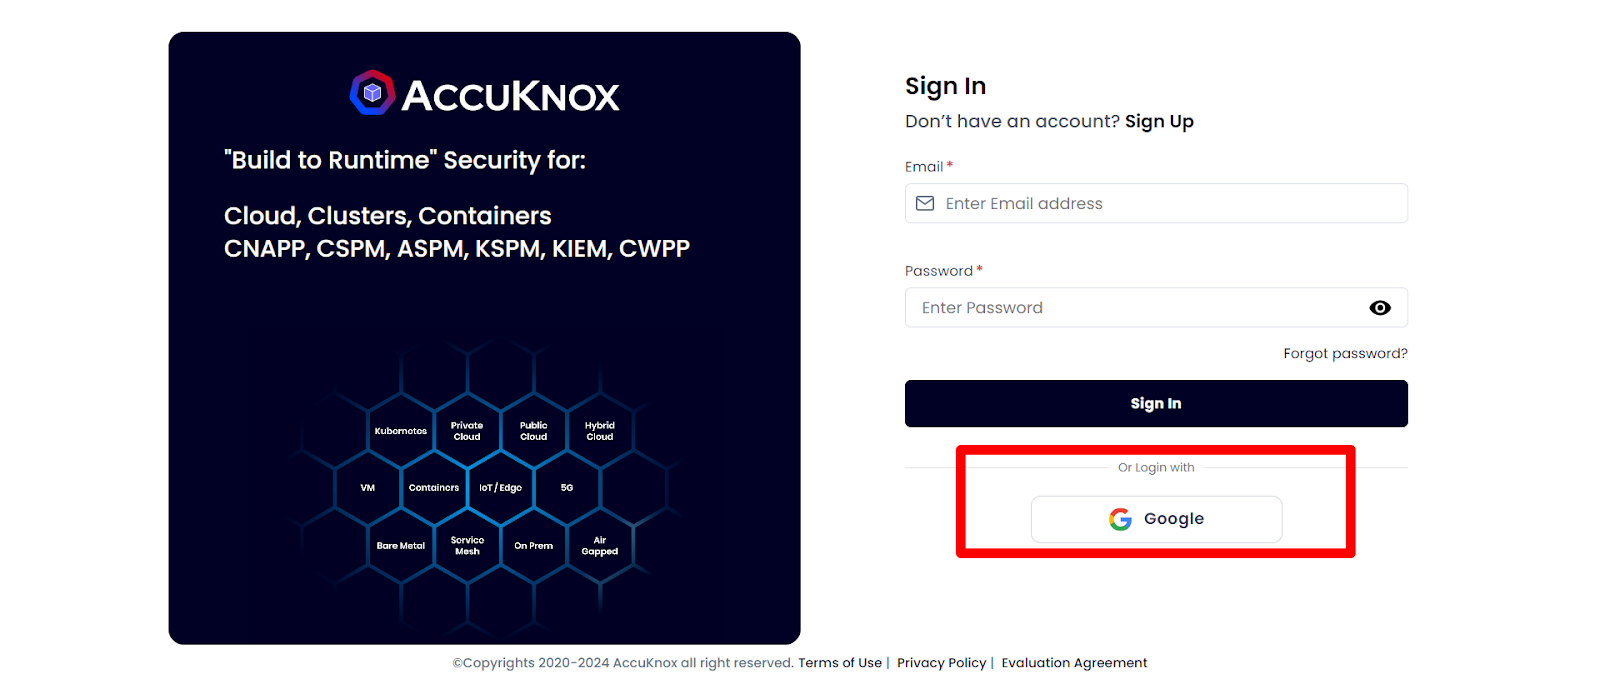 ACCUKNOX
"Build to Runtime" Security for:
Cloud, Clusters, Containers
CNAPP, CSPM, ASPM, KSPM, KIEM, CWPP
Kubernetes
Private
Cloud
Public
Cloud
Hybrid
Cloud
VM
Containers
IoT / Edge
5G
Bare Metal
Service
Mesh
On Prem
Air
Gapped
Sign In
Don’t have an account? Sign Up
Email *
Enter Email address
Password *
Enter Password
Forgot password?
Sign In
Or Login with
Google
©Copyrights 2020-2024 AccuKnox all right reserved. Terms of Use | Privacy Policy | Evaluation Agreement